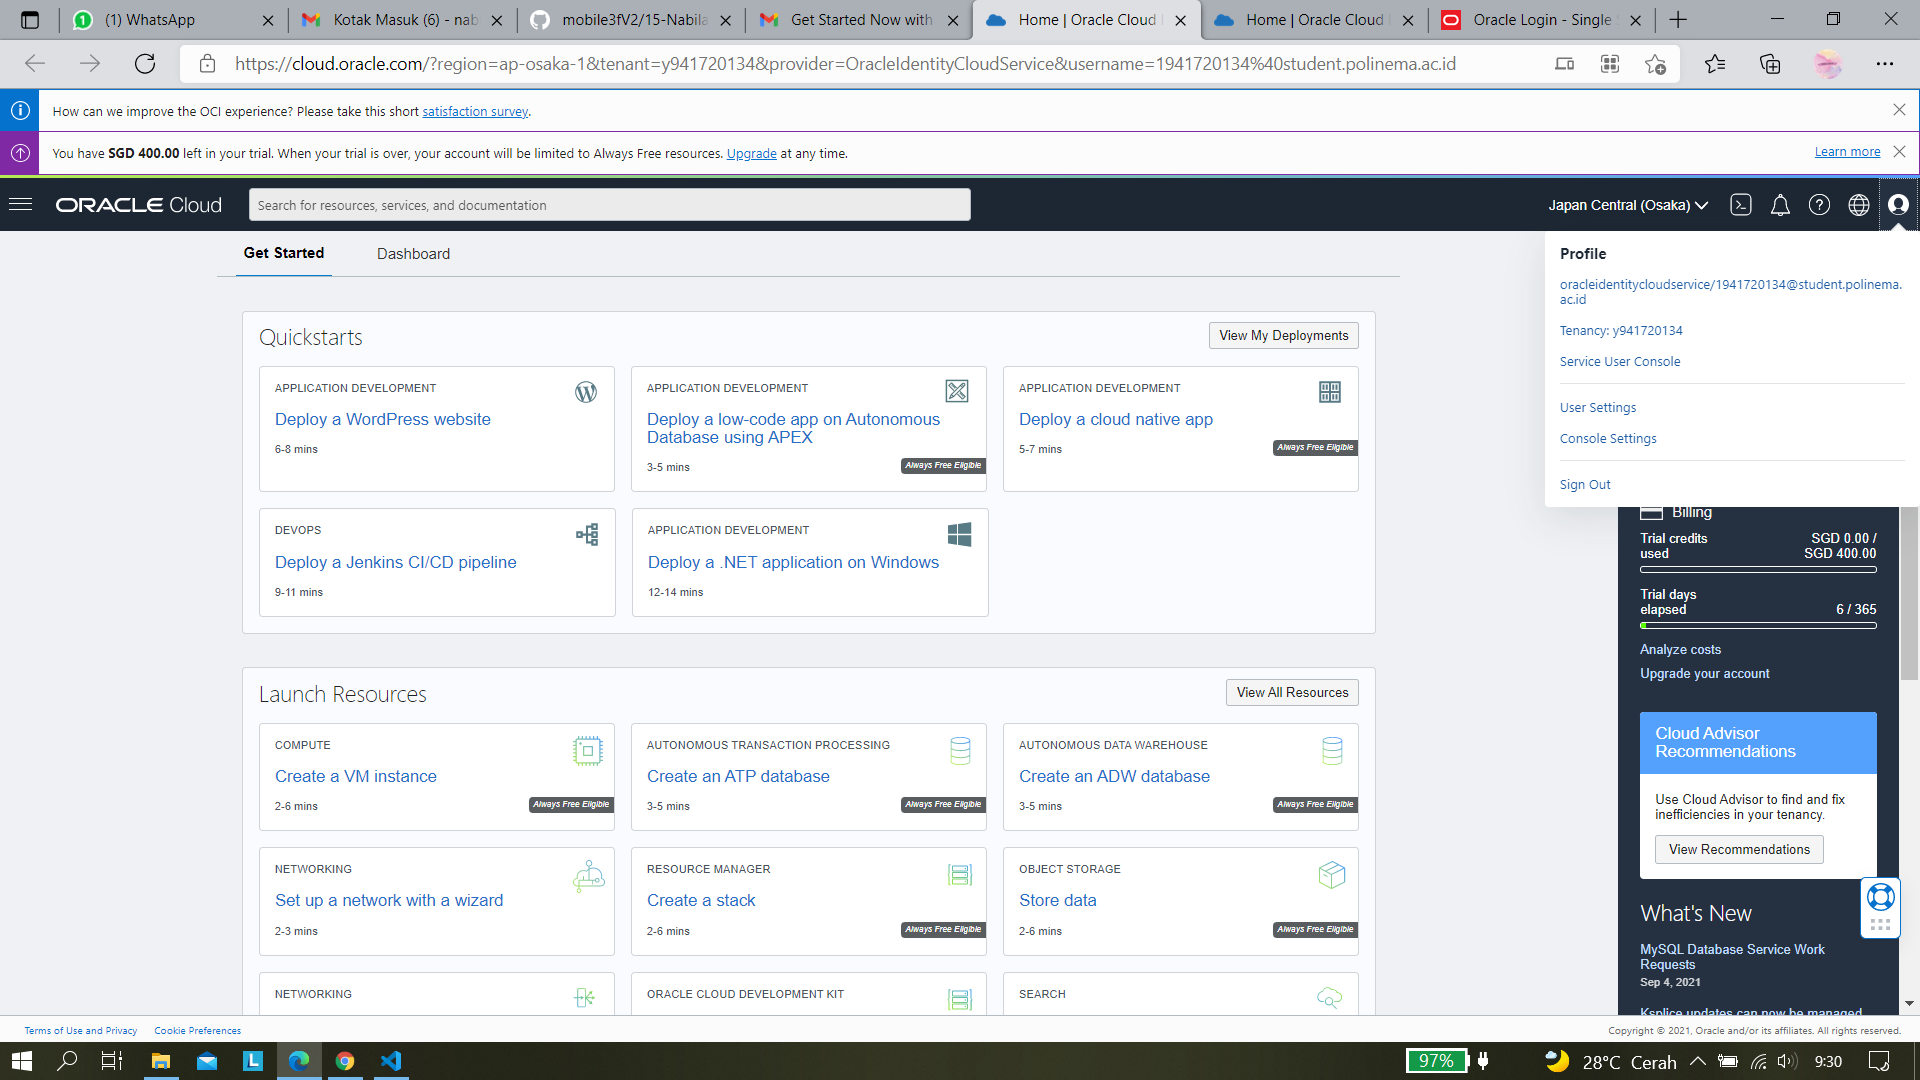 (1) WhatsApp
Kotak Masuk (6) - nab
mobile3fV2/15-Nabila
Get Started Now with
Home | Oracle Cloud
Home | Oracle Cloud
Oracle Login - Single
https://cloud.oracle.com/?region=ap-osaka-1&tenant=y941720134&provider=OracleIdentityCloudService&username=1941720134%40student.polinema.ac.id
How can we improve the OCI experience? Please take this short satisfaction survey.
You have SGD 400.00 left in your trial. When your trial is over, your account will be limited to Always Free resources. Upgrade at any time.
Learn more
ORACLE Cloud
Search for resources, services, and documentation
Japan Central (Osaka)
Get Started
Dashboard
Profile
oracleidentitycloudservice/1941720134@student.polinema.
ac.id
Tenancy: y941720134
Service User Console
User Settings
Console Settings
Sign Out
Quickstarts
View My Deployments
APPLICATION DEVELOPMENT
Deploy a WordPress website
6-8 mins
APPLICATION DEVELOPMENT
Deploy a low-code app on Autonomous
Database using APEX
3-5 mins
Always Free Eligible
APPLICATION DEVELOPMENT
Deploy a cloud native app
5-7 mins
Always Free Eligible
DEVOPS
Deploy a Jenkins CI/CD pipeline
9-11 mins
APPLICATION DEVELOPMENT
Deploy a .NET application on Windows
12-14 mins
Billing
Trial credits
used
SGD 0.00 /
SGD 400.00
Trial days
elapsed
6 / 365
Analyze costs
Upgrade your account
Launch Resources
View All Resources
COMPUTE
Create a VM instance
2-6 mins
Always Free Eligible
AUTONOMOUS TRANSACTION PROCESSING
Create an ATP database
3-5 mins
Always Free Eligible
AUTONOMOUS DATA WAREHOUSE
Create an ADW database
3-5 mins
Always Free Eligible
NETWORKING
Set up a network with a wizard
2-3 mins
RESOURCE MANAGER
Create a stack
2-6 mins
Always Free Eligible
OBJECT STORAGE
Store data
2-6 mins
Always Free Eligible
NETWORKING
ORACLE CLOUD DEVELOPMENT KIT
SEARCH
Cloud Advisor
Recommendations
Use Cloud Advisor to find and fix
inefficiencies in your tenancy.
View Recommendations
What's New
MySQL Database Service Work
Requests
Sep 4, 2021
Ksplice updates can now be managed
Terms of Use and Privacy
Cookie Preferences
Copyright © 2021, Oracle and/or its affiliates. All rights reserved.
97%
28°C Cerah
9:30